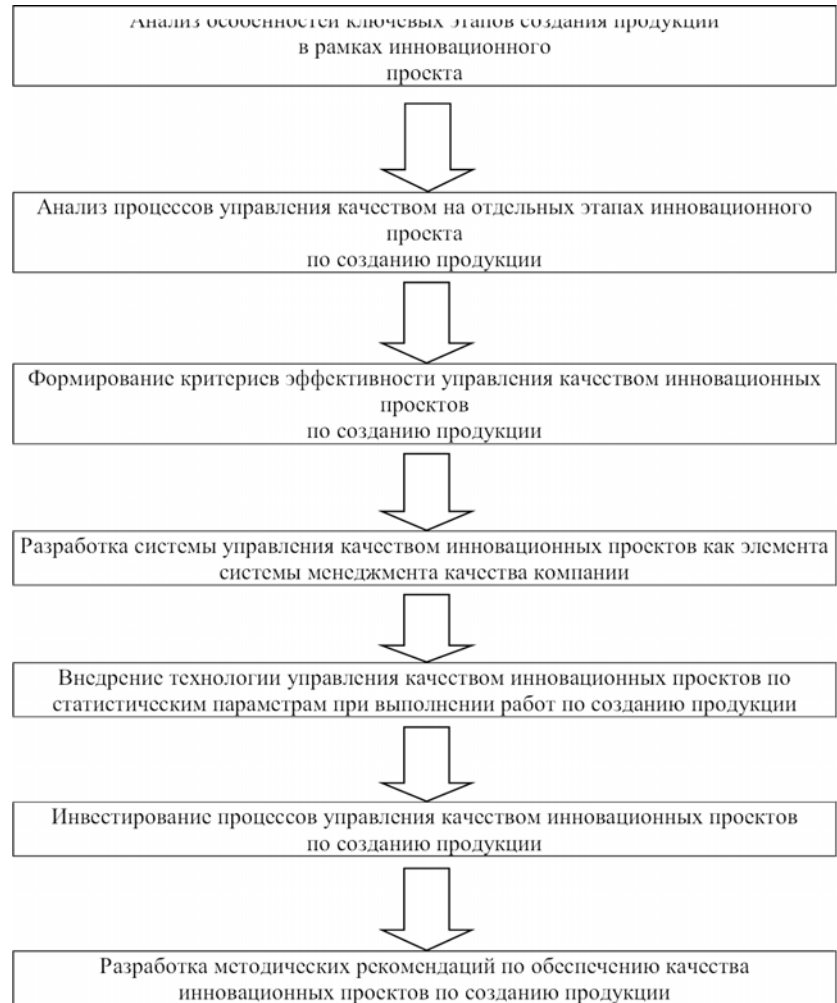 Анализ особенностей ключевых этапов создания продукции
в рамках инновационного
проекта
Анализ процессов управления качеством на отдельных этапах инновационного
проекта
по созданию продукции
Формирование критериев эффективности управления качеством инновационных
проектов
по созданию продукции
Разработка системы управления качеством инновационных проектов как элемента
системы менеджмента качества компании
Внедрение технологии управления качеством инновационных проектов по
статистическим параметрам при выполнении работ по созданию продукции
Инвестирование процессов управления качеством инновационных проектов
по созданию продукции
Разработка методических рекомендаций по обеспечению качества
инновационных проектов по созданию продукции